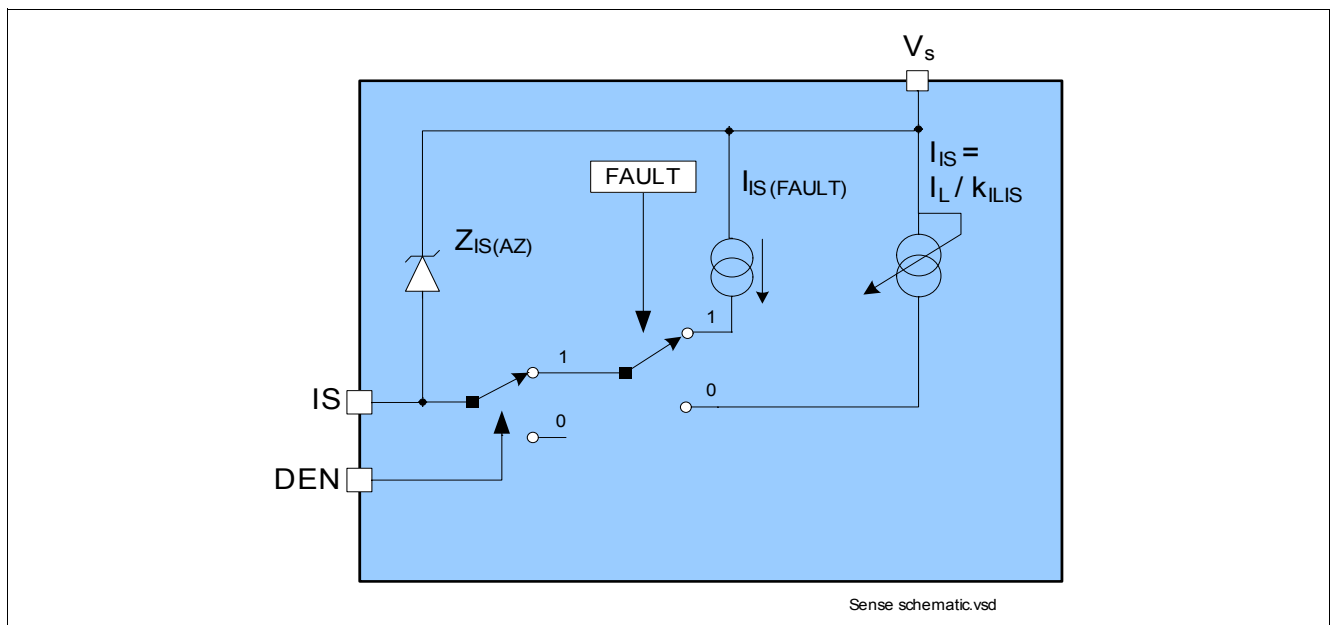 Vs
IIS =
IL / kILIS
FAULT
IIS(FAULT)
ZIS(AZ)
1
1
0
IS
0
DEN
Sense schematic.vsd